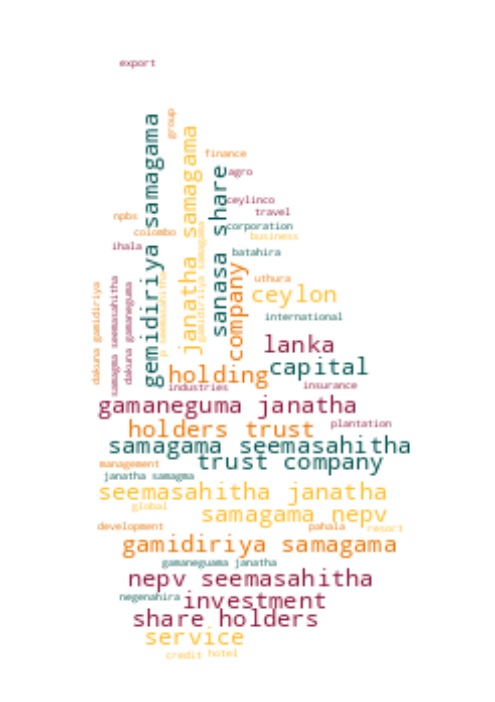 export
gemidiriya samagama
group
janatha samagama
finance
sanasa share
agro
ceylinco
travel
npbs
corporation
colombo
gamidiriliya samagama
business
ihala
batahira
company
p seemasahitha
uthura
dakuna gamidiriya
samagama seemasahitha
dakuna gamaneguma
ceylon
international
lanka
capital
holding
industries
insurance
gamaneguma janatha
plantation
holders trust
samagama seemasahitha
trust company
management
janatha samagma
seemasahitha janatha
global
samagama nepv
development
pahala
resort
gamidiriya samagama
gamaneguama janatha
nepv seemasahitha
negenahira
investment
share holders
service
credit
hotel